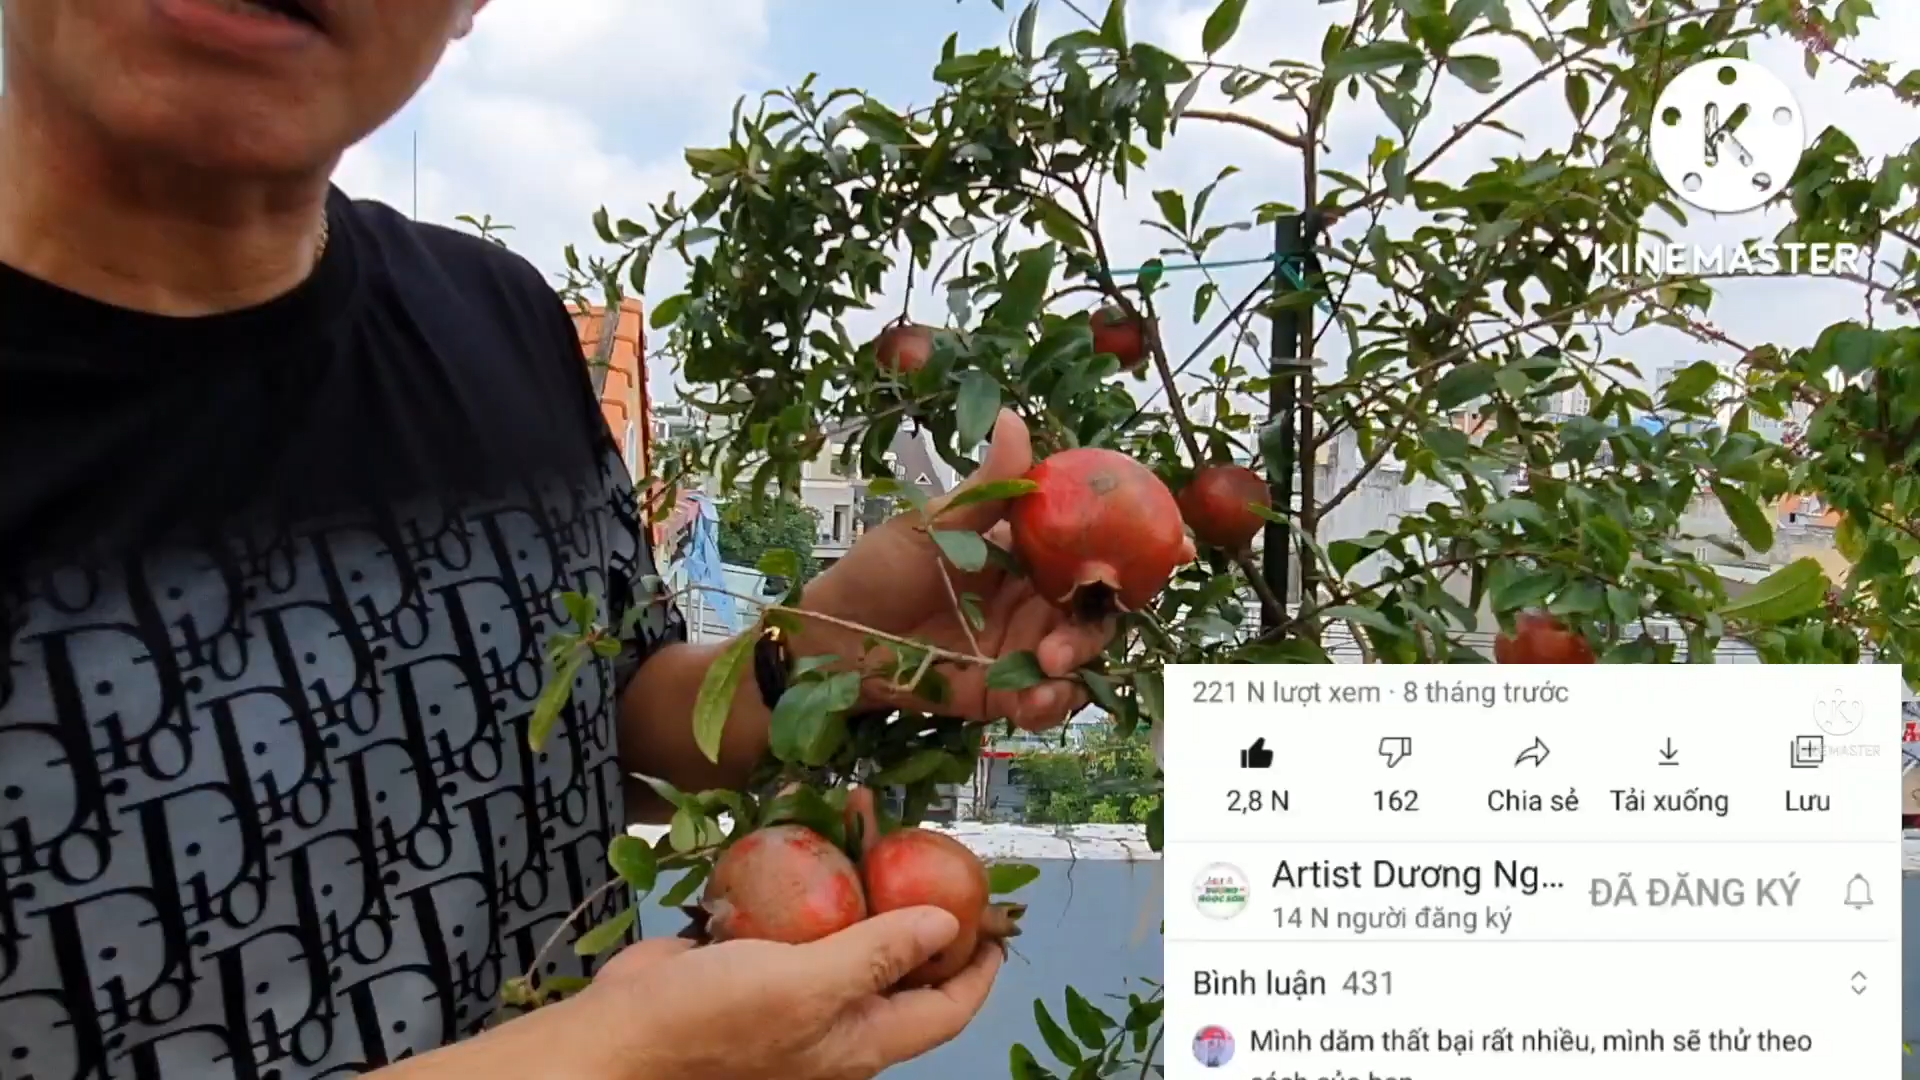 KINEMASTER
Dior
221 N lượt xem · 8 tháng trước
KINEMASTER
2,8 N
162
Chia sẻ
Tải xuống
Lưu
Artist Dương Ng...
ĐÃ ĐĂNG KÝ
14 N người đăng ký
Bình luận 431
Mình dăm thất bại rất nhiều, mình sẽ thử theo